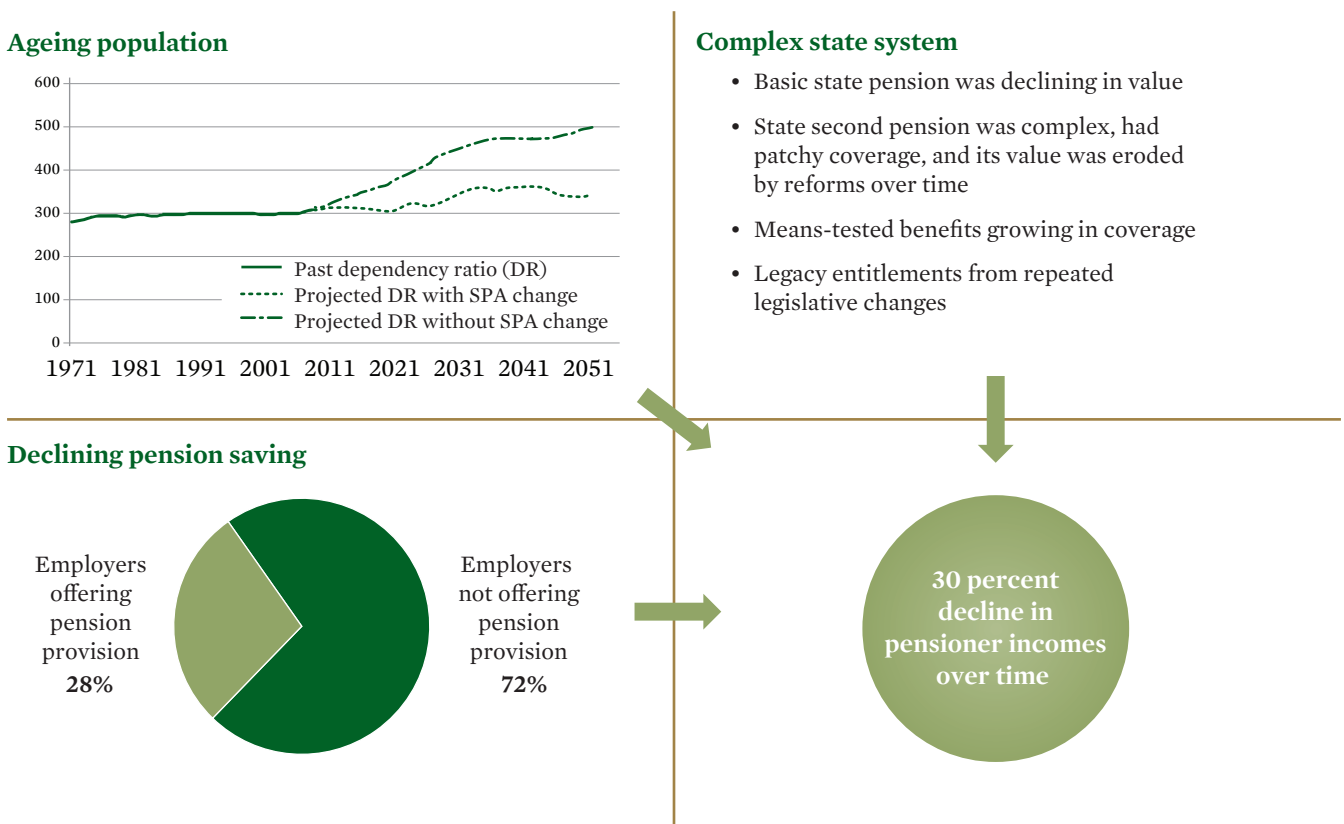 Ageing population
600
500
400
300
200
100
0
Past dependency ratio (DR)
Projected DR with SPA change
Projected DR without SPA change
1971 1981 1991 2001 2011 2021 2031 2041 2051
Complex state system
• Basic state pension was declining in value
• State second pension was complex, had
patchy coverage, and its value was eroded
by reforms over time
• Means-tested benefits growing in coverage
• Legacy entitlements from repeated
legislative changes
Declining pension saving
Employers
offering
pension
provision
28%
Employers
not offering
pension
provision
72%
30 percent
decline in
pensioner incomes
over time